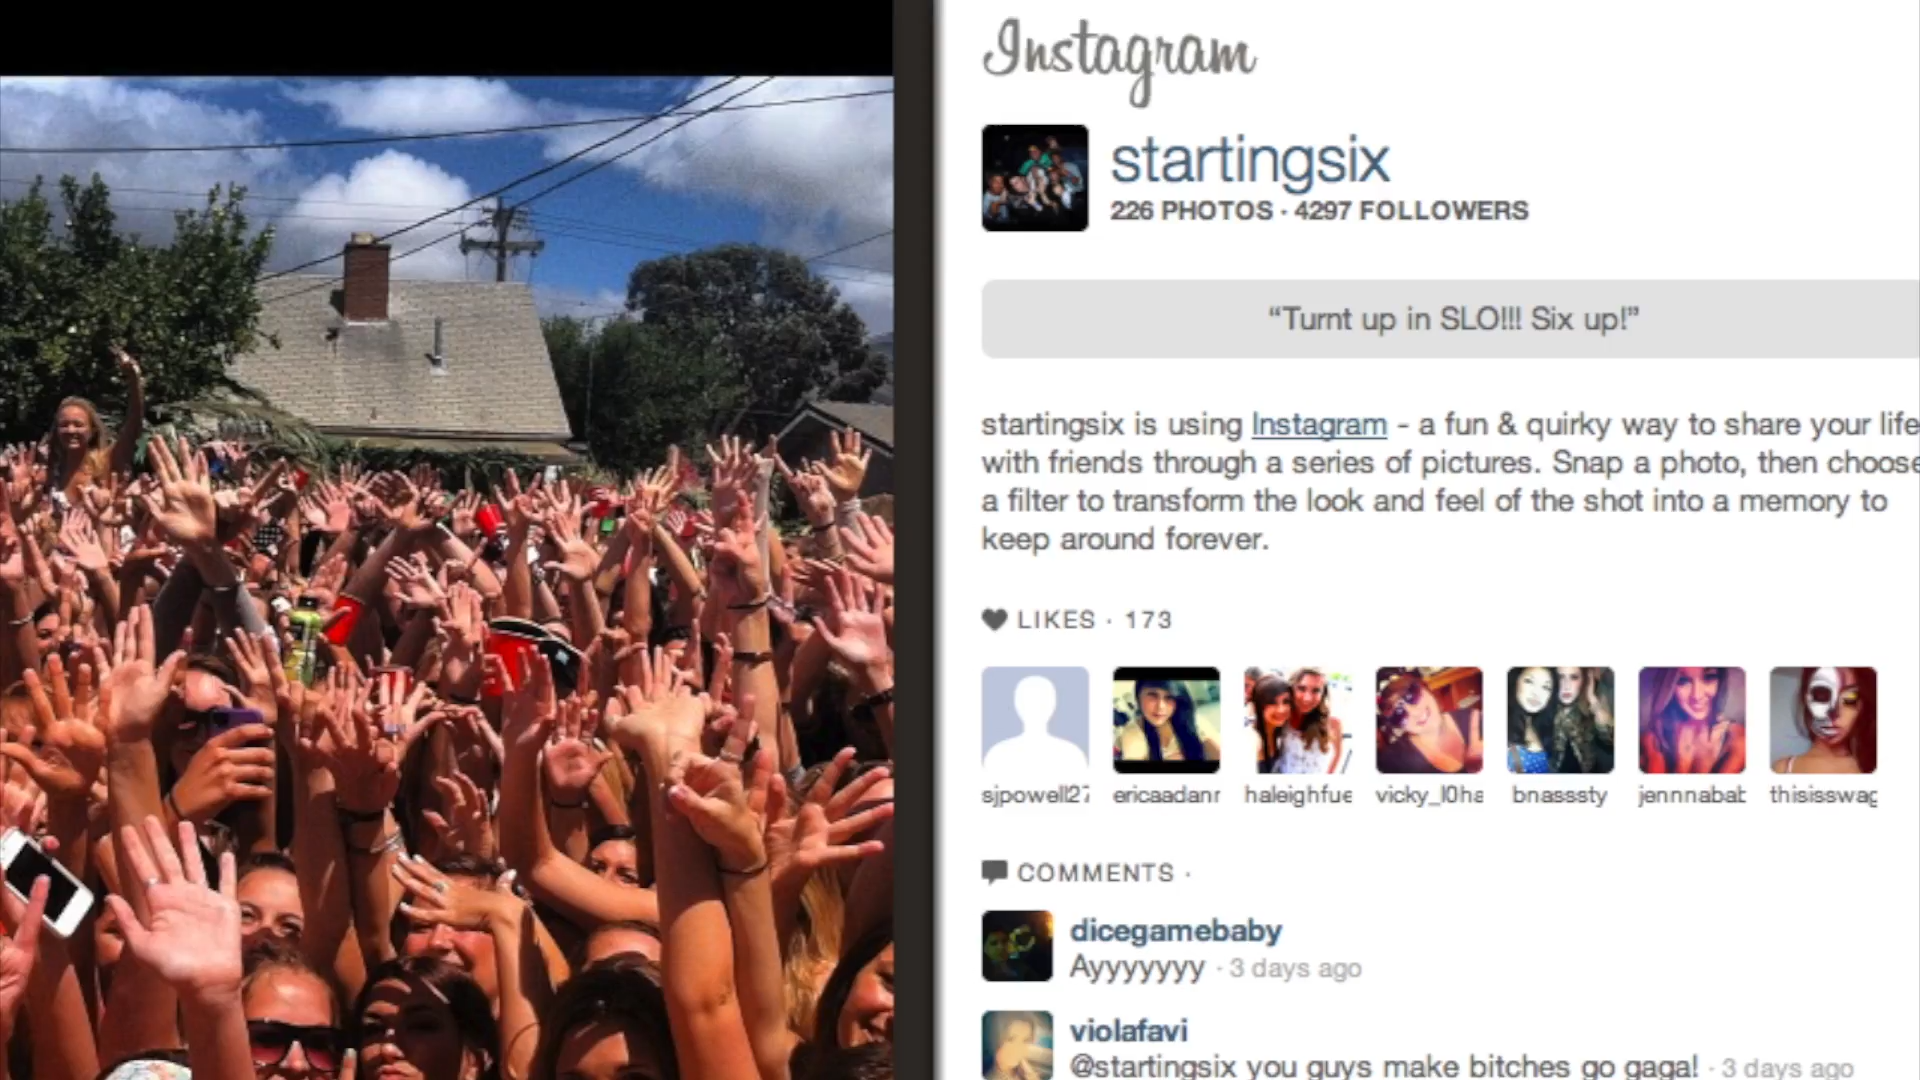 Instagram
startingsix
226 PHOTOS · 4297 FOLLOWERS
“Turnt up in SLO!!! Six up!”
startingsix is using Instagram - a fun & quirky way to share your life
with friends through a series of pictures. Snap a photo, then choose
a filter to transform the look and feel of the shot into a memory to
keep around forever.
LIKES · 173
sjpowell27 ericaadanr haleighfue vicky_l0ha bnasssty jennnabab thisisswag
COMMENTS ·
dicegamebaby
Ayyyyyyy · 3 days ago
violafavi
@startingsix you guys make bitches go gaga! · 3 days ago